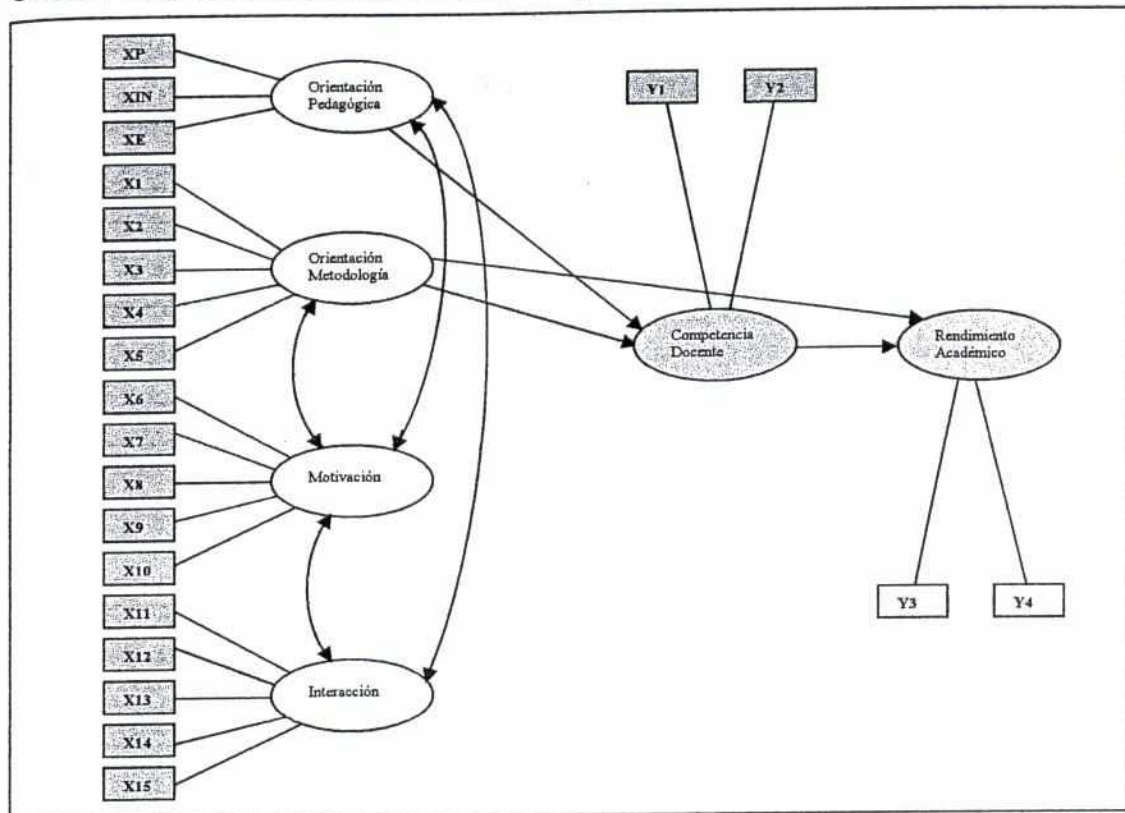 XP
XIN
XE
X1
X2
X3
X4
X5
X6
X7
X8
X9
X10
X11
X12
X13
X14
X15
Orientación
Pedagógica
Orientación
Metodología
Motivación
Interacción
Y1
Y2
Competencia
Docente
Rendimiento
Académico
Y3
Y4